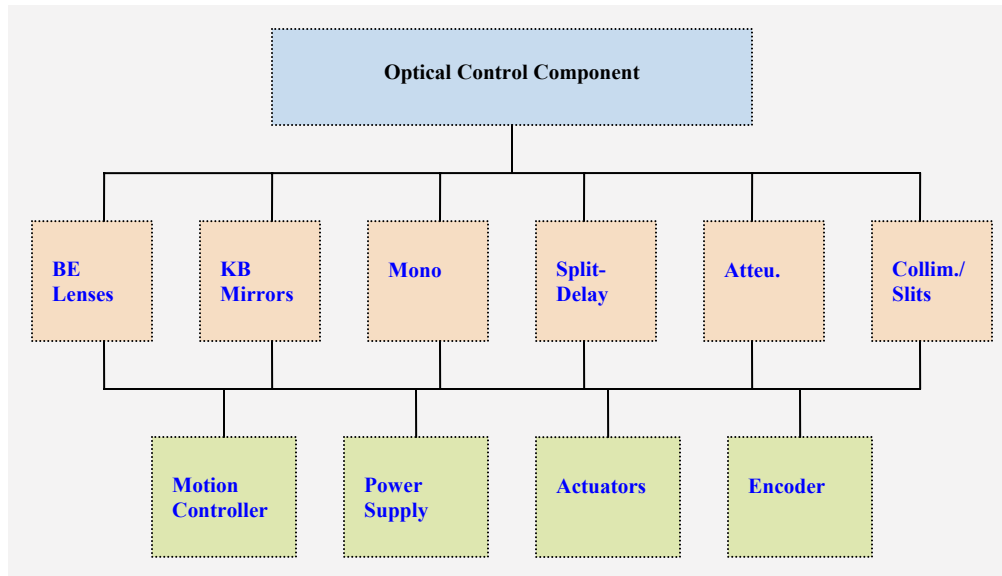 Optical Control Component
BE
Lenses
KB
Mirrors
Mono
Split-
Delay
Atteu.
Collim./
Slits
Motion
Controller
Power
Supply
Actuators
Encoder